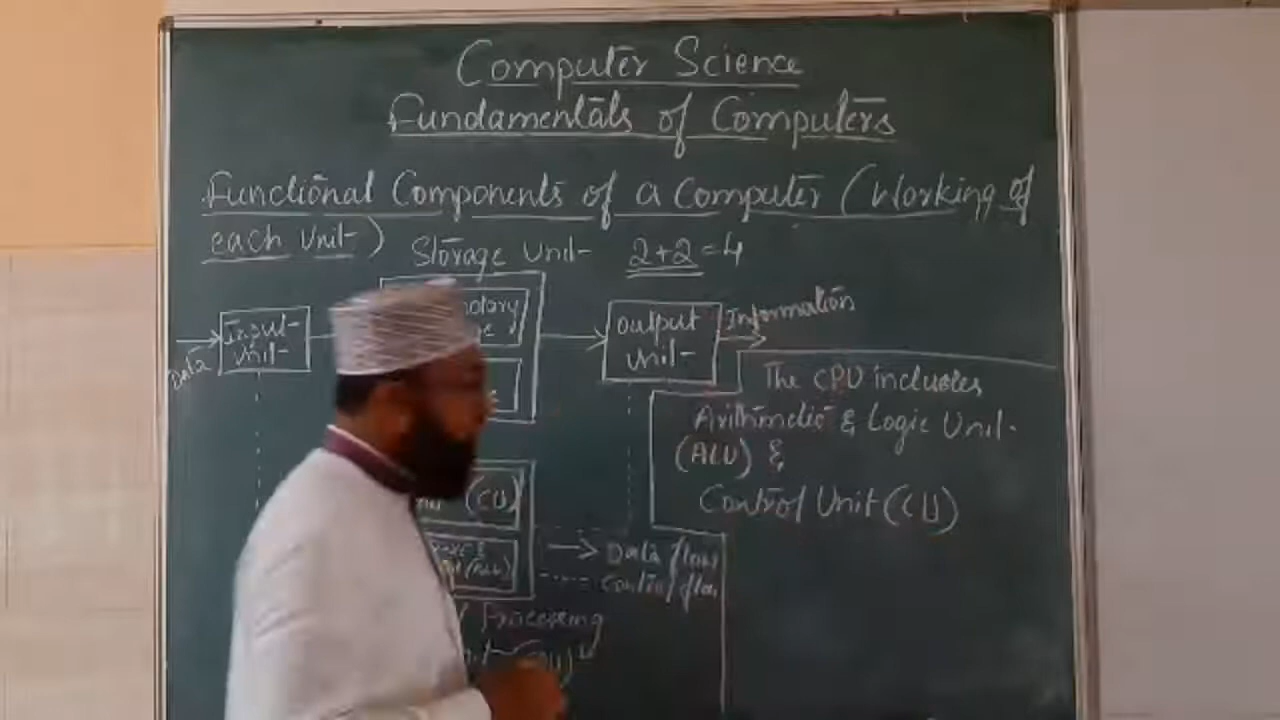 Computer Science
Fundamentals of Computers
Functional Components of a Computer (Working of
each Unit)
Storage Unit 2+2=4
Data
Input
Unit
Output
Unit
Information
(CU)
(ALU)
Processing
The CPU includes
Arithmetic & Logic Unit
(ALU) &
Control Unit (CU)
Data flow
Control flow